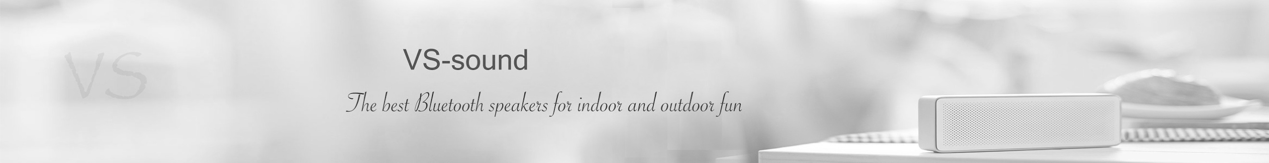 VS
VS-sound
The best Bluetooth speakers for indoor and outdoor fun